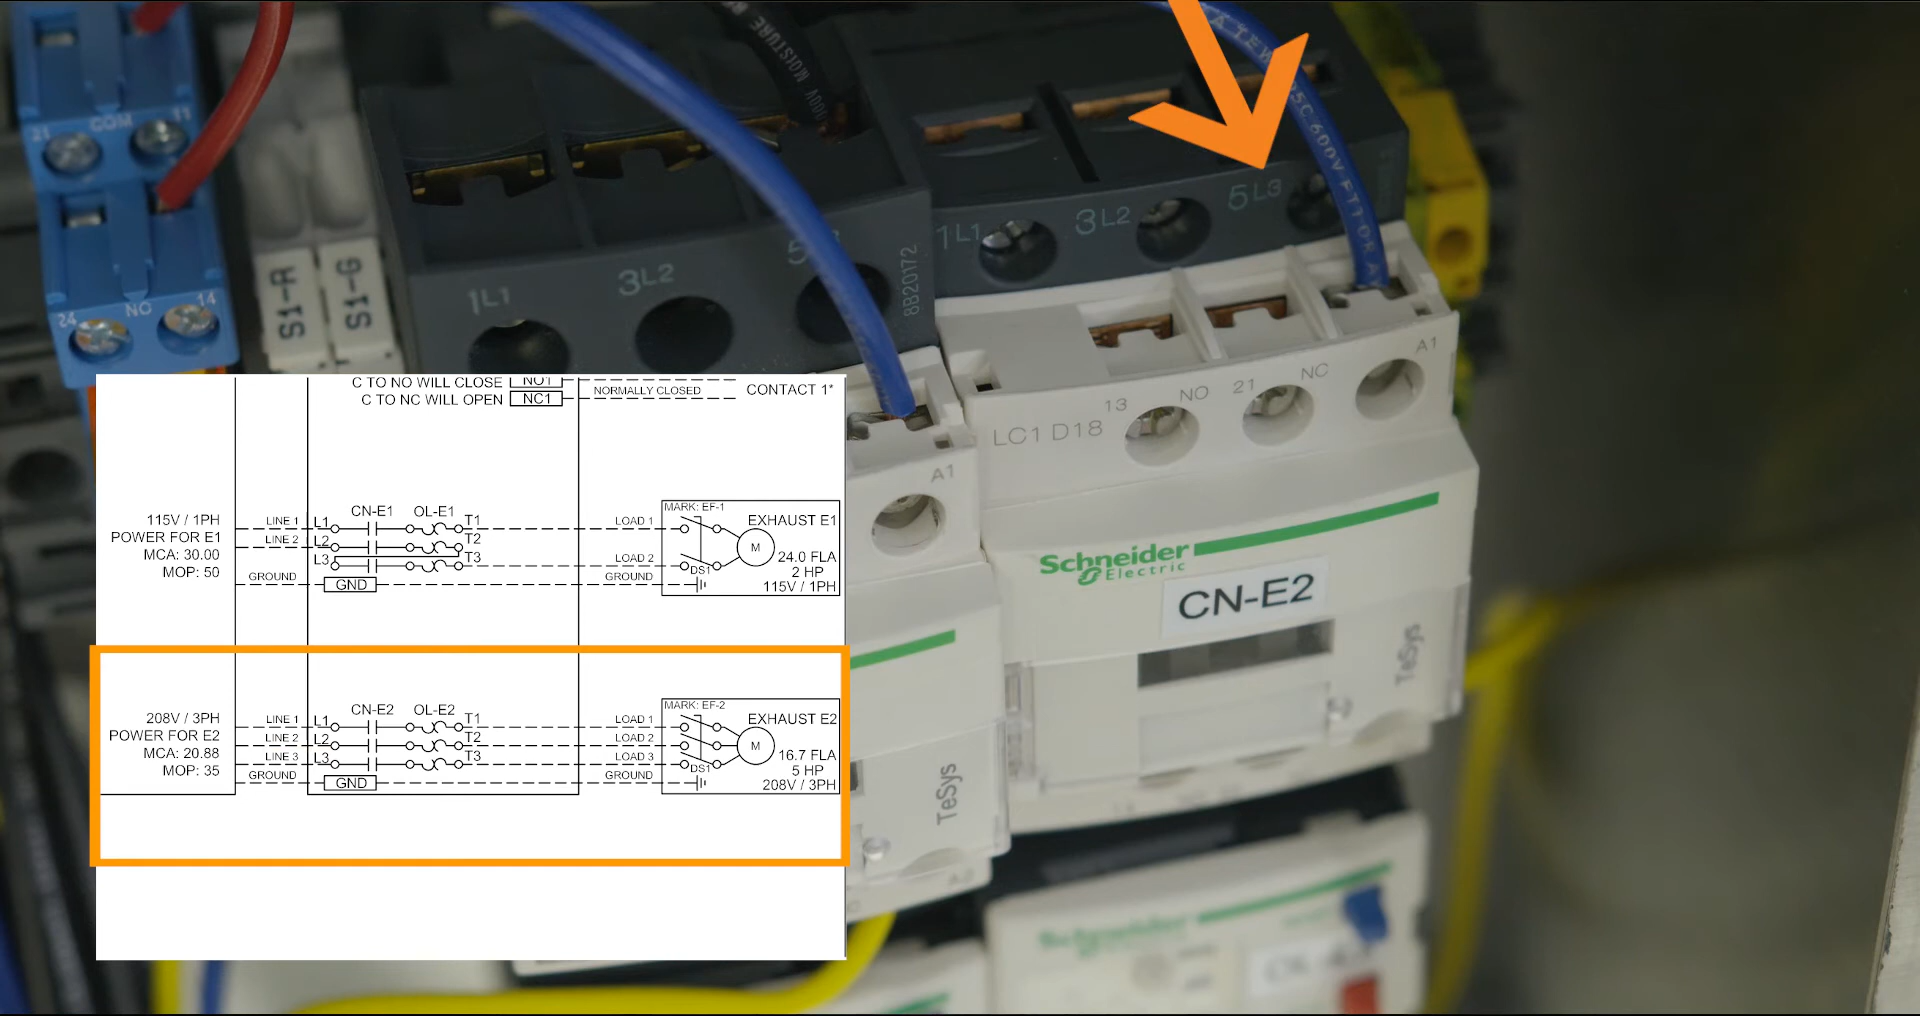 MOISTURE
21 COM 11
24 NO 14
S1-R
S1-G
1L1 3L2
8B20172
1L1 3L2 5L3
600V
13 NO 21 NC A1
LC1 D18
A1
Schneider
Electric
CN-E2
TeSys
TeSys
A2
Schneider
C TO NO WILL CLOSE NO1
C TO NC WILL OPEN NC1 NORMALLY CLOSED CONTACT 1*
115V / 1PH
POWER FOR E1
MCA: 30.00
MOP: 50
LINE 1 L1 CN-E1 OL-E1 T1 LOAD 1
LINE 2 L2 T2
L3 T3 LOAD 2
GROUND GND GROUND
MARK: EF-1
EXHAUST E1
M 24.0 FLA
2 HP
DS1 115V / 1PH
208V / 3PH
POWER FOR E2
MCA: 20.88
MOP: 35
LINE 1 L1 CN-E2 OL-E2 T1 LOAD 1
LINE 2 L2 T2 LOAD 2
LINE 3 L3 T3 LOAD 3
GROUND GND GROUND
MARK: EF-2
EXHAUST E2
M 16.7 FLA
5 HP
DS1 208V / 3PH